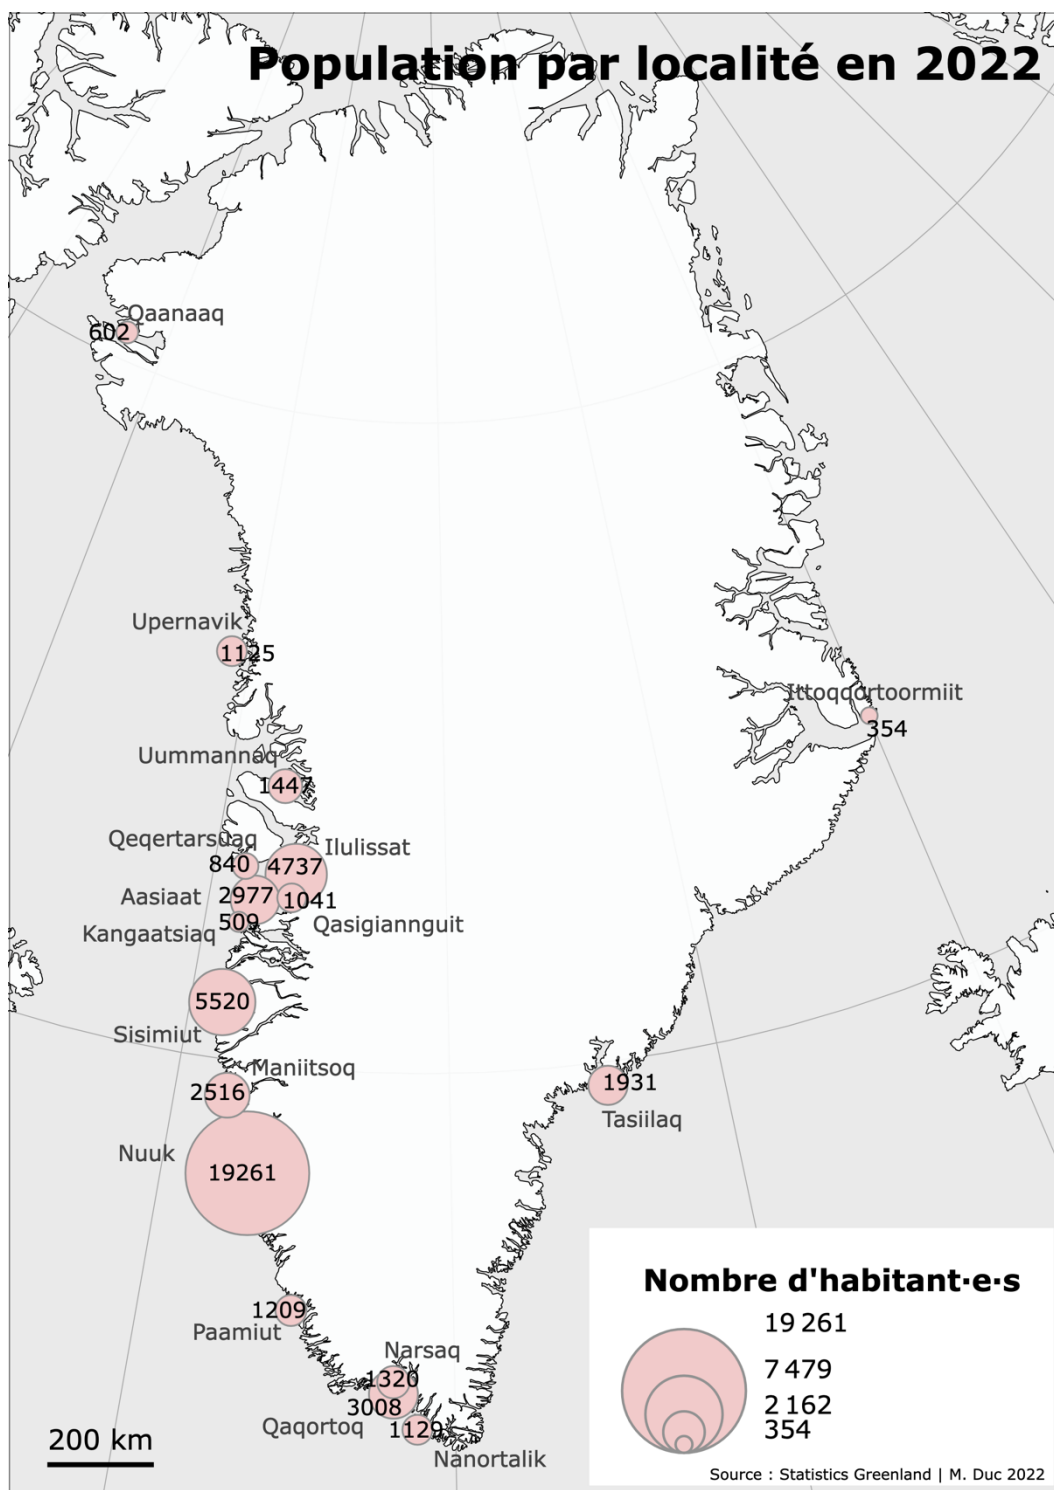 Population par localité en 2022
Qaanaaq
602
Upernavik
1125
Ittoqqortoormiit
354
Uummannaq
1447
Qeqertarsuaq
840
Ilulissat
4737
Aasiaat
2977
1041
Qasigiannguit
509
Kangaatsiaq
5520
Sisimiut
Maniitsoq
2516
1931
Tasiilaq
Nuuk
19261
1209
Paamiut
Narsaq
1320
3008
Qaqortoq
1129
Nanortalik
200 km
Nombre d'habitant·e·s
19 261
7 479
2 162
354
Source : Statistics Greenland | M. Duc 2022